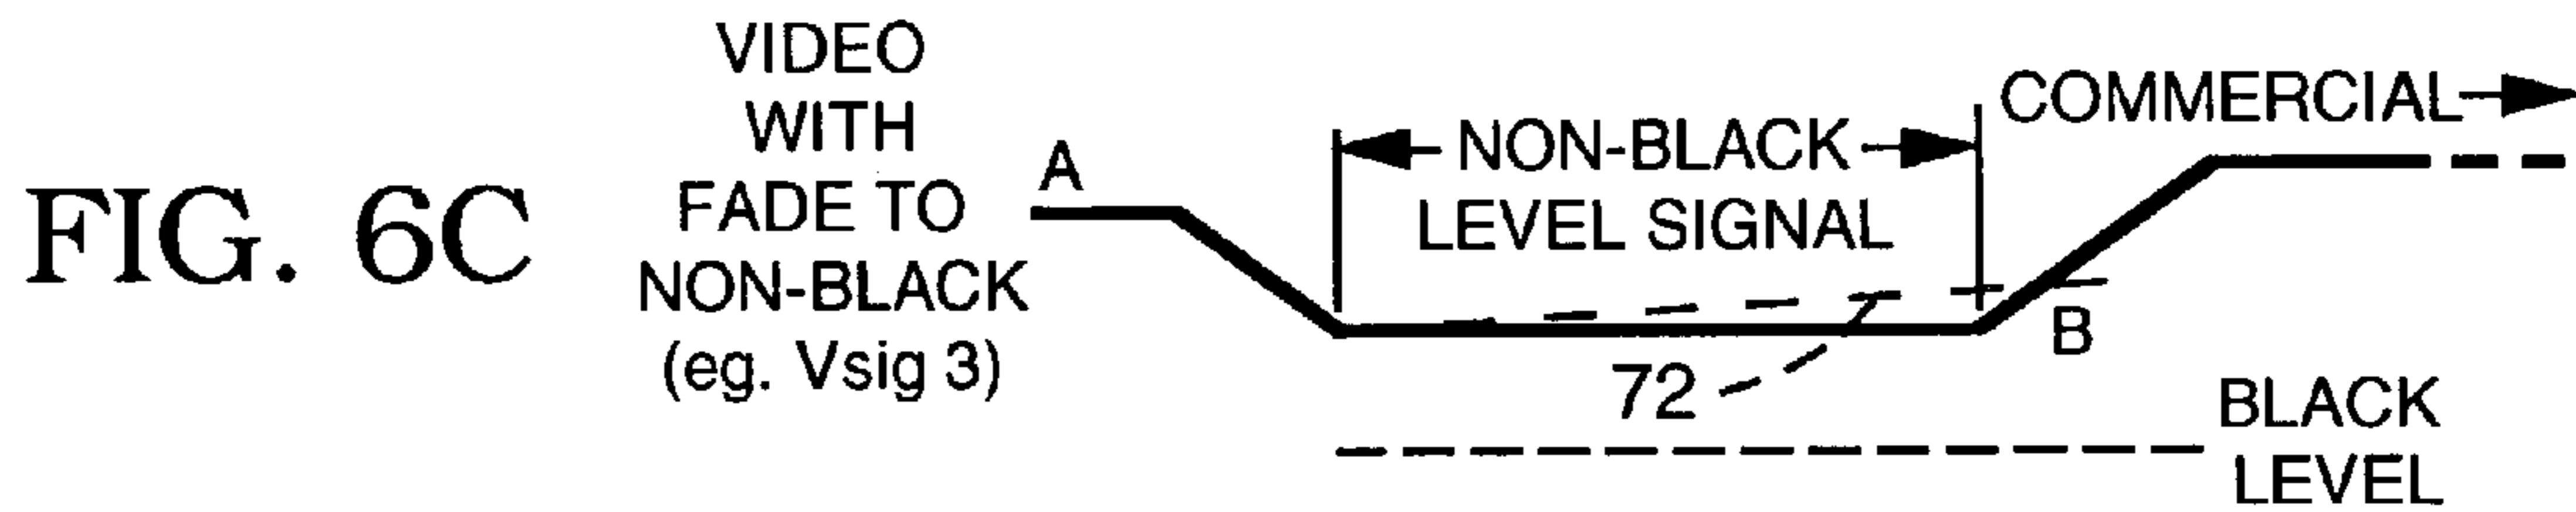 FIG. 6C
VIDEO
WITH
FADE TO
NON-BLACK
(eg. Vsig 3)
A
NON-BLACK
LEVEL SIGNAL
COMMERCIAL
B
72
BLACK
LEVEL